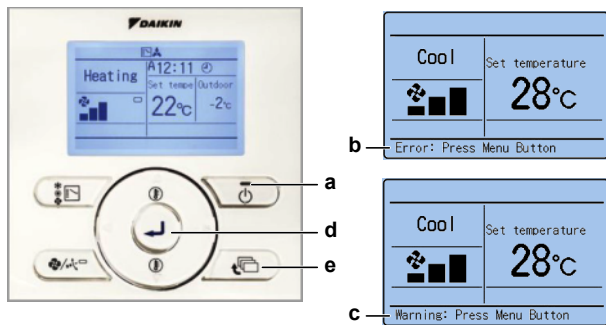 DAIKIN
A12:11
Heating
Set tempe
Outdoor
22°C
-2°c
a
d
e
Cool
Set temperature
28°C
b
Error: Press Menu Button
Cool
Set temperature
28°C
c
Warning: Press Menu Button